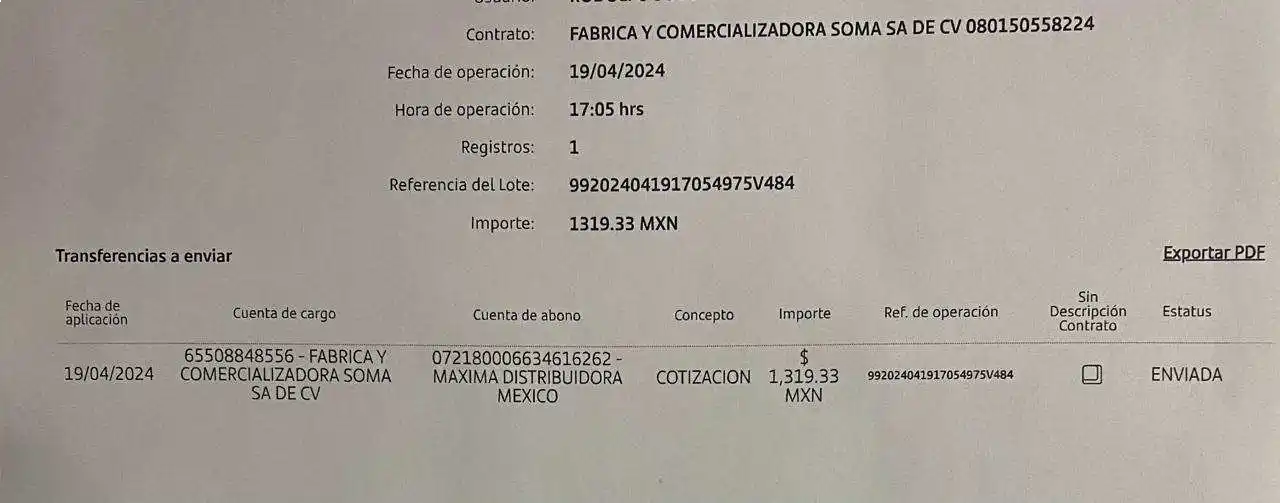 Contrato: FABRICA Y COMERCIALIZADORA SOMA SA DE CV 080150558224
Fecha de operación: 19/04/2024
Hora de operación: 17:05 hrs
Registros: 1
Referencia del Lote: 992024041917054975V484
Importe: 1319.33 MXN
Transferencias a enviar
Exportar PDF
Fecha de aplicación
Cuenta de cargo
Cuenta de abono
Concepto
Importe
Ref. de operación
Sin Descripción Contrato
Estatus
19/04/2024
65508848556 - FABRICA Y
COMERCIALIZADORA SOMA
SA DE CV
072180006634616262 -
MAXIMA DISTRIBUIDORA
MEXICO
COTIZACION
$
1,319.33
MXN
992024041917054975V484
ENVIADA